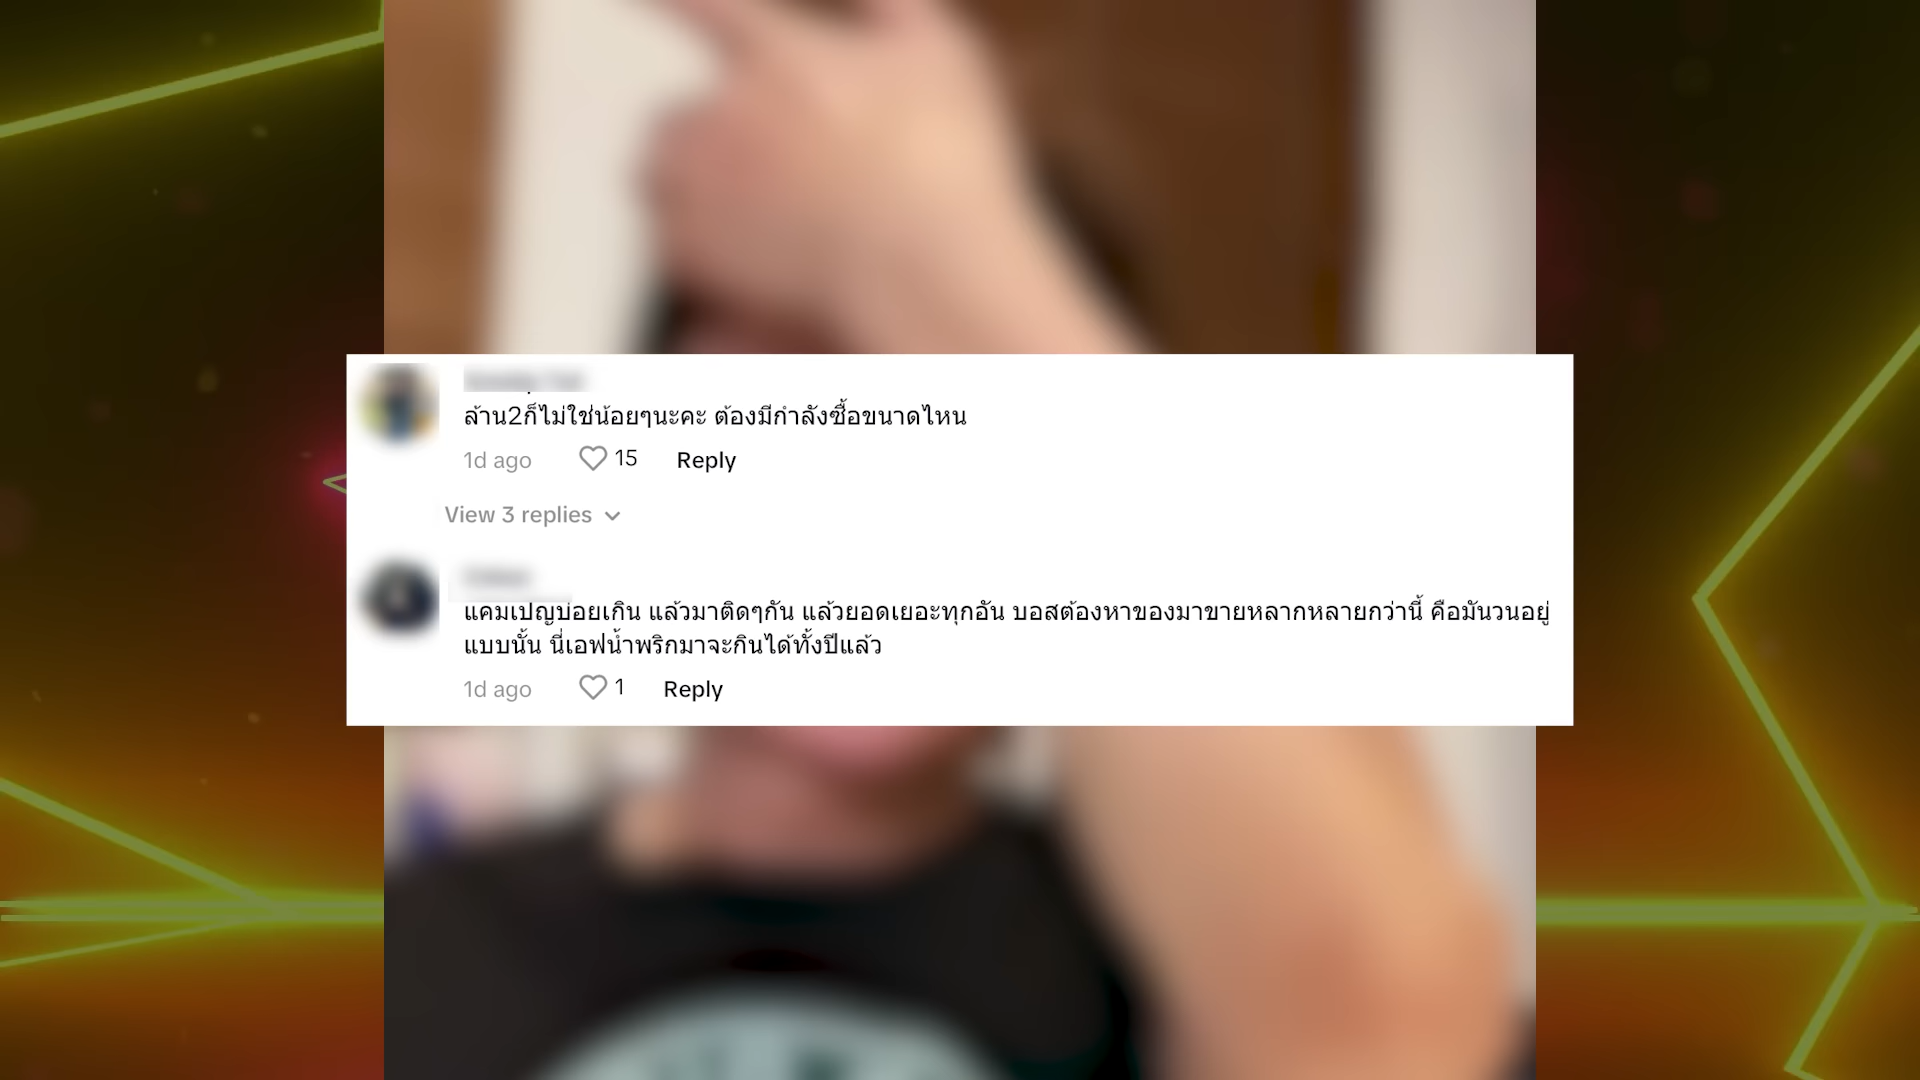 ล้าน2ก็ไม่ใช่น้อยๆนะคะ ต้องมีกำลังซื้อขนาดไหน
1d ago 15 Reply
View 3 replies
แคมเปญบ่อยเกิน แล้วมาติดๆกัน แล้วยอดเยอะทุกอัน บอสต้องหาของมาขายหลากหลายกว่านี้ คือมันวนอยู่
แบบนั้น นี่เอฟน้ำพริกมาจะกินได้ทั้งปีแล้ว
1d ago 1 Reply